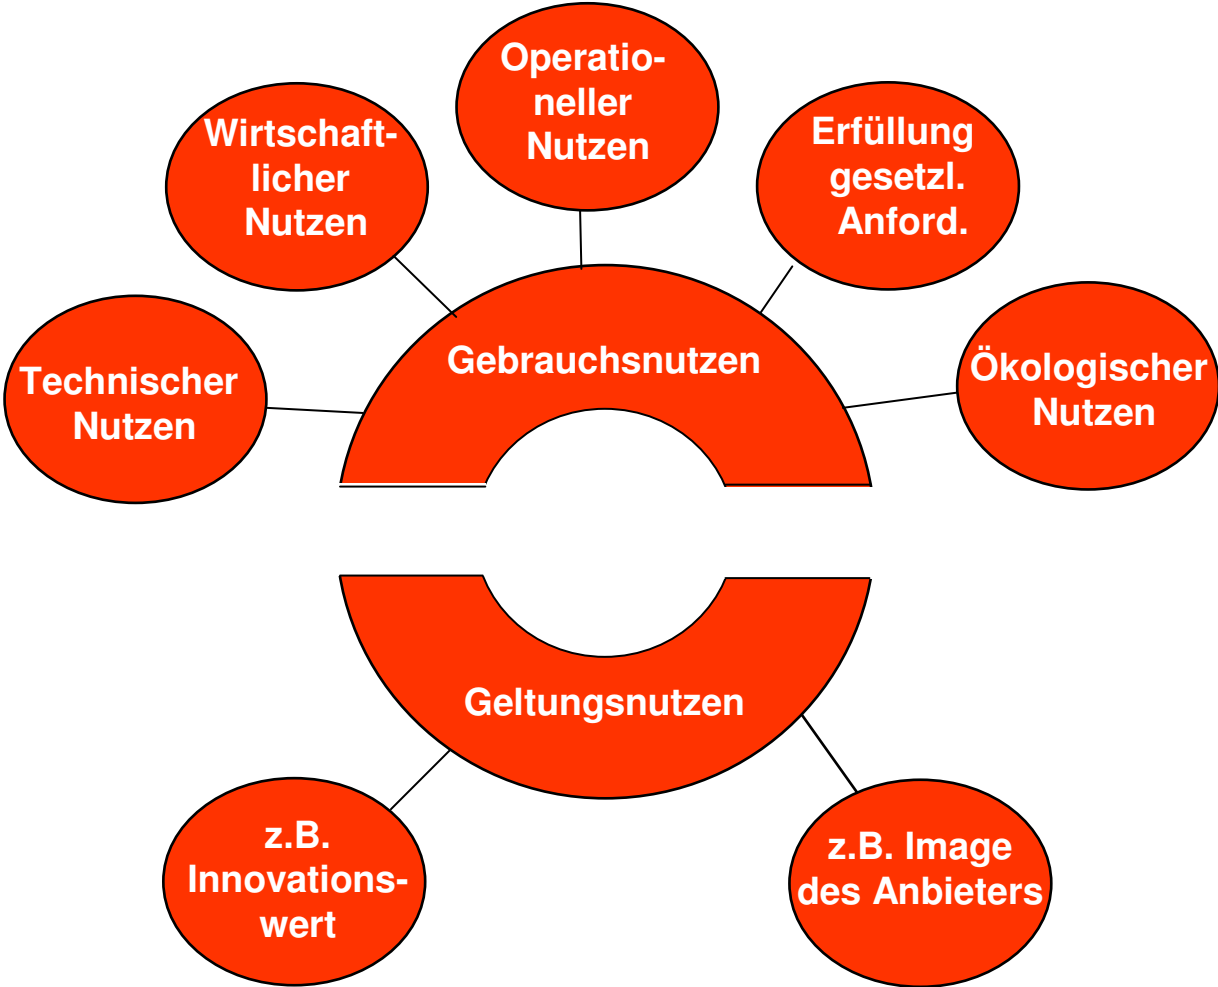 Operatio-
neller
Nutzen
Wirtschaft-
licher
Nutzen
Erfüllung
gesetzl.
Anford.
Technischer
Nutzen
Gebrauchsnutzen
Ökologischer
Nutzen
Geltungsnutzen
z.B.
Innovations-
wert
z.B. Image
des Anbieters